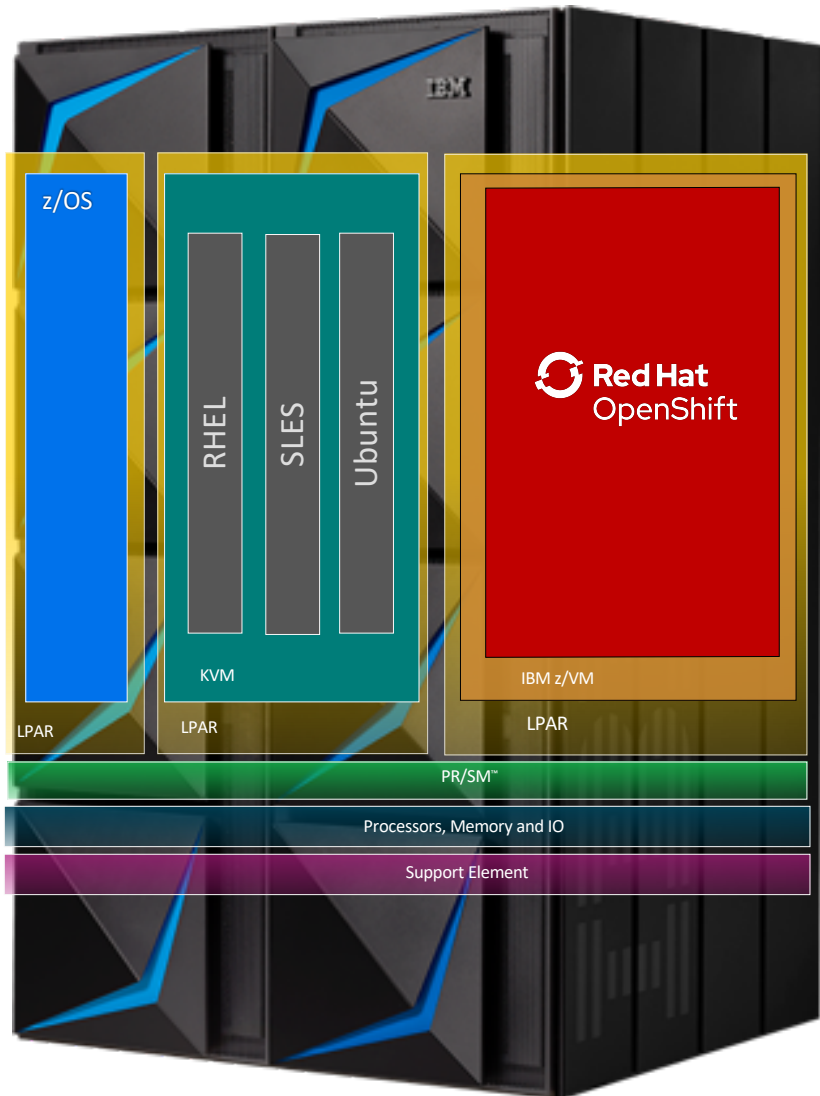 IBM
z/OS
RHEL
SLES
Ubuntu
KVM
LPAR
LPAR
Red Hat
OpenShift
IBM z/VM
LPAR
PR/SM™
Processors, Memory and IO
Support Element